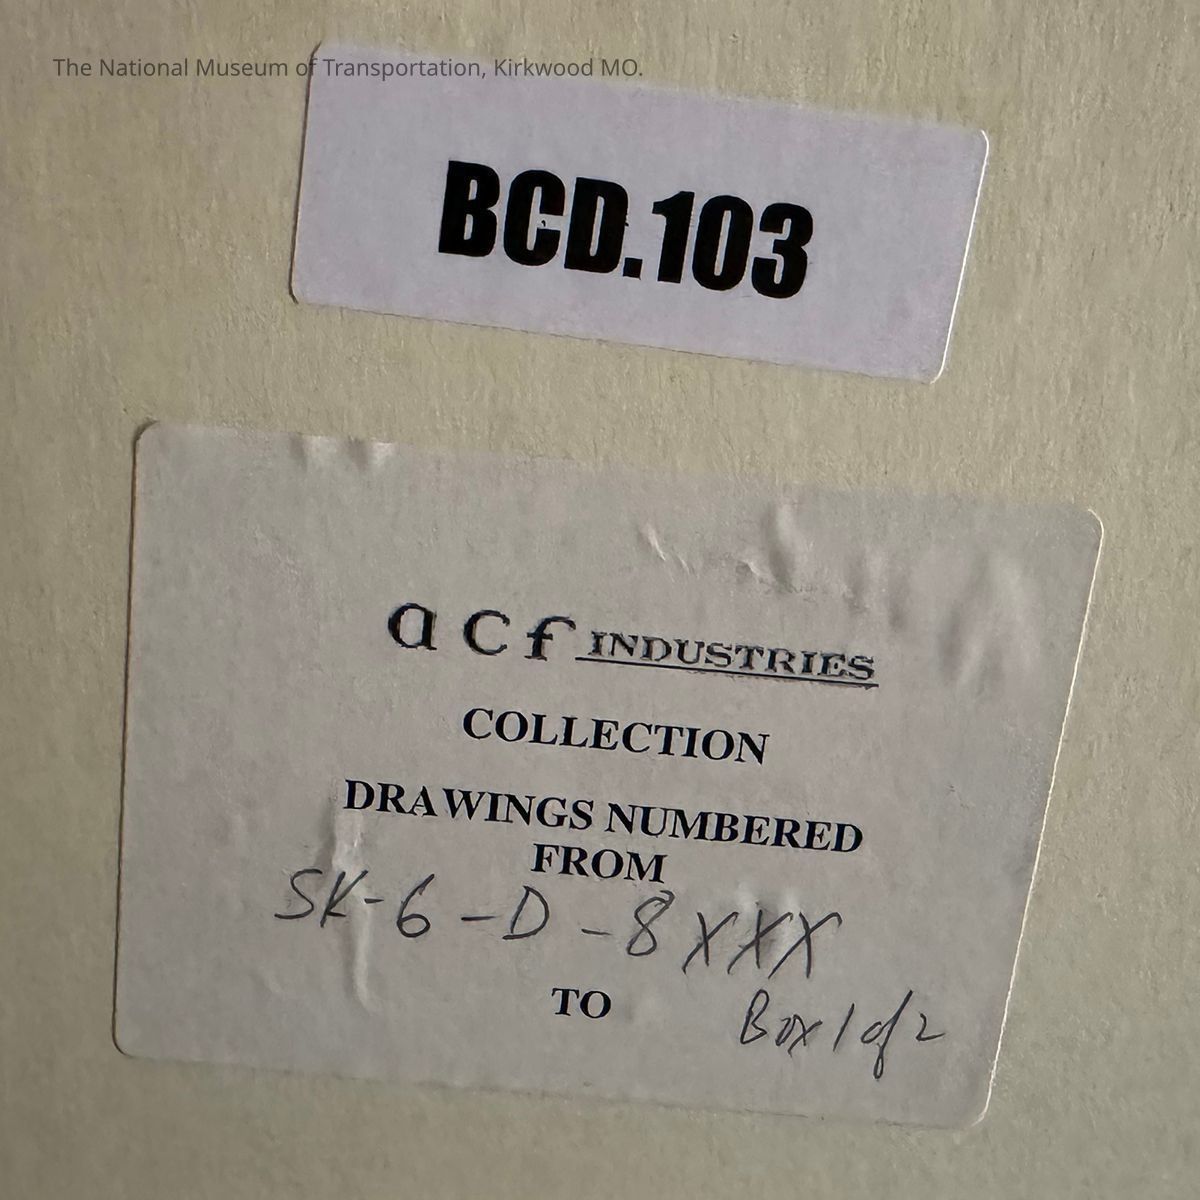 The National Museum of Transportation, Kirkwood MO.
BCD.103
acf INDUSTRIES
COLLECTION
DRAWINGS NUMBERED
FROM
SK-6-D-8XXX
TO
Box 1 of 2